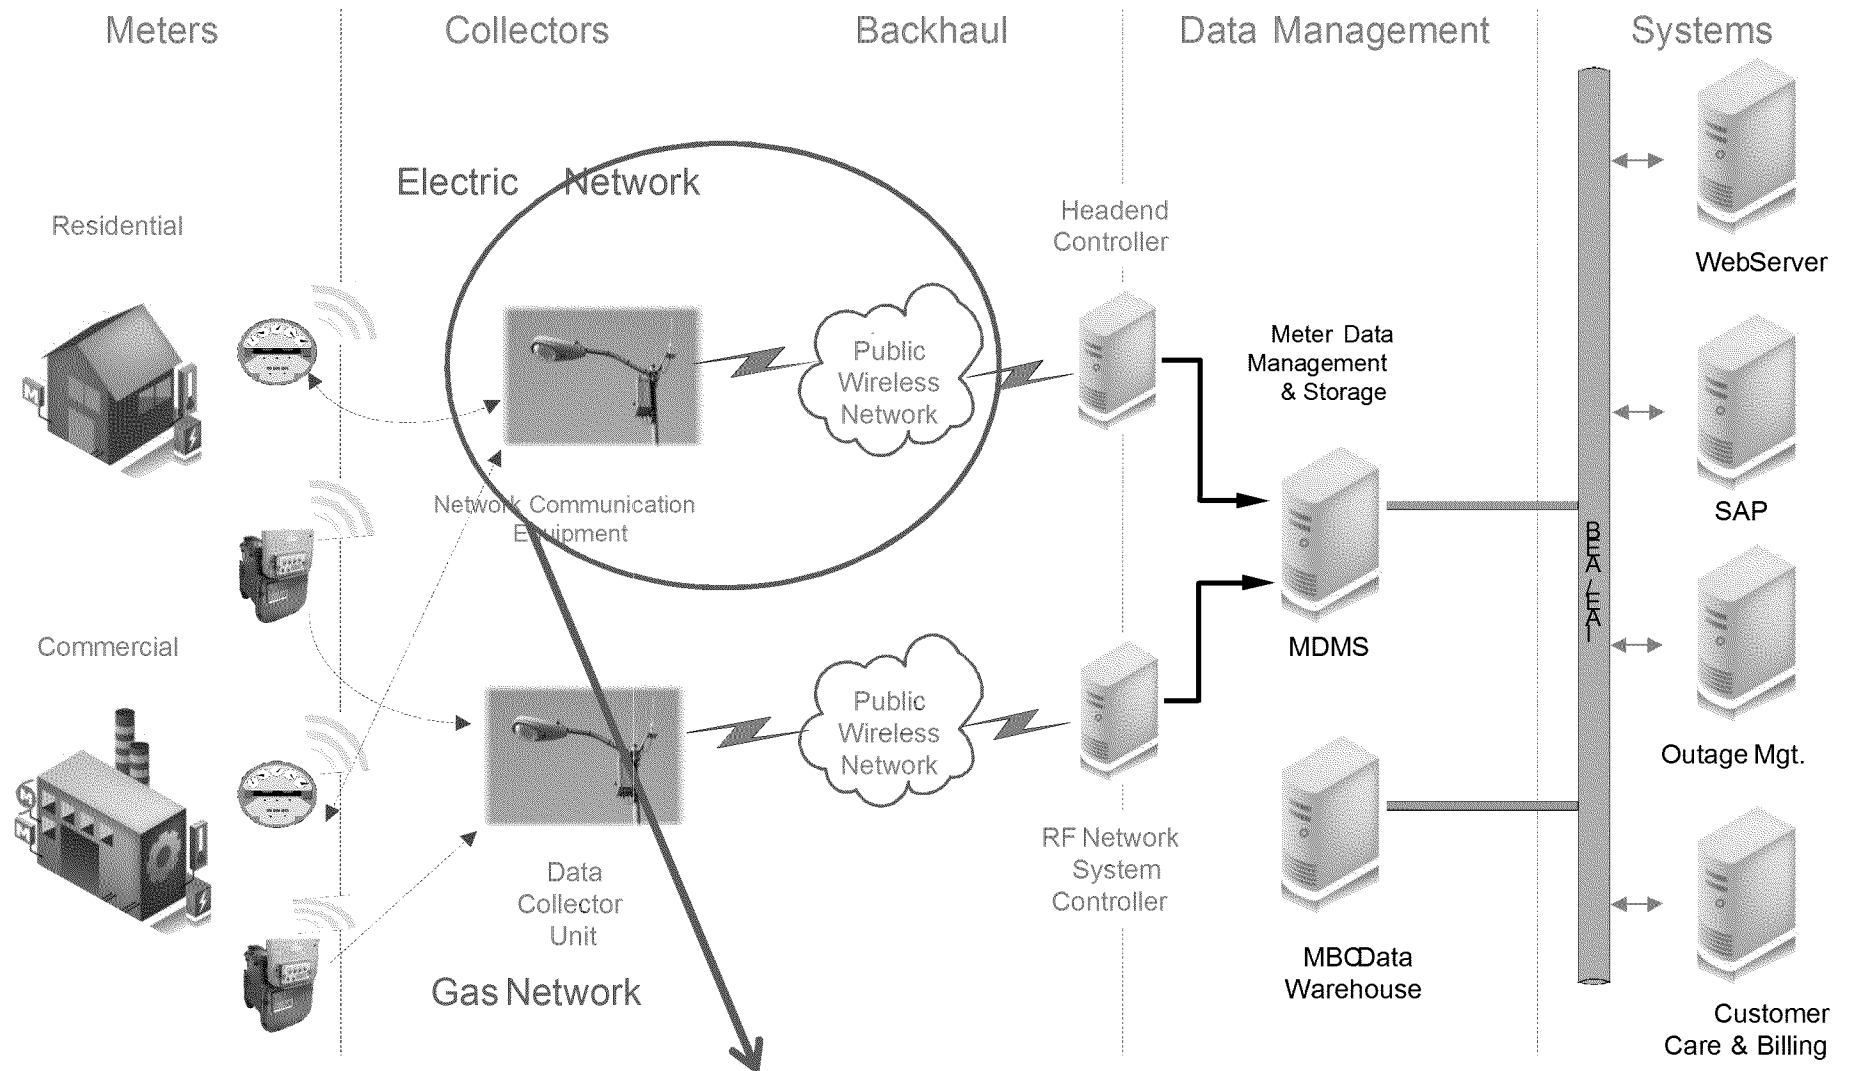 Meters
Collectors
Backhaul
Data Management
Systems
Electric Network
Residential
Headend
Controller
WebServer
Public
Wireless
Network
Meter Data
Management
& Storage
M
Network Communication
Equipment
SAP
BEA / EAI
Commercial
MDMS
Public
Wireless
Network
Outage Mgt.
M
Data
Collector
Unit
RF Network
System
Controller
Gas Network
MBCData
Warehouse
Customer
Care & Billing